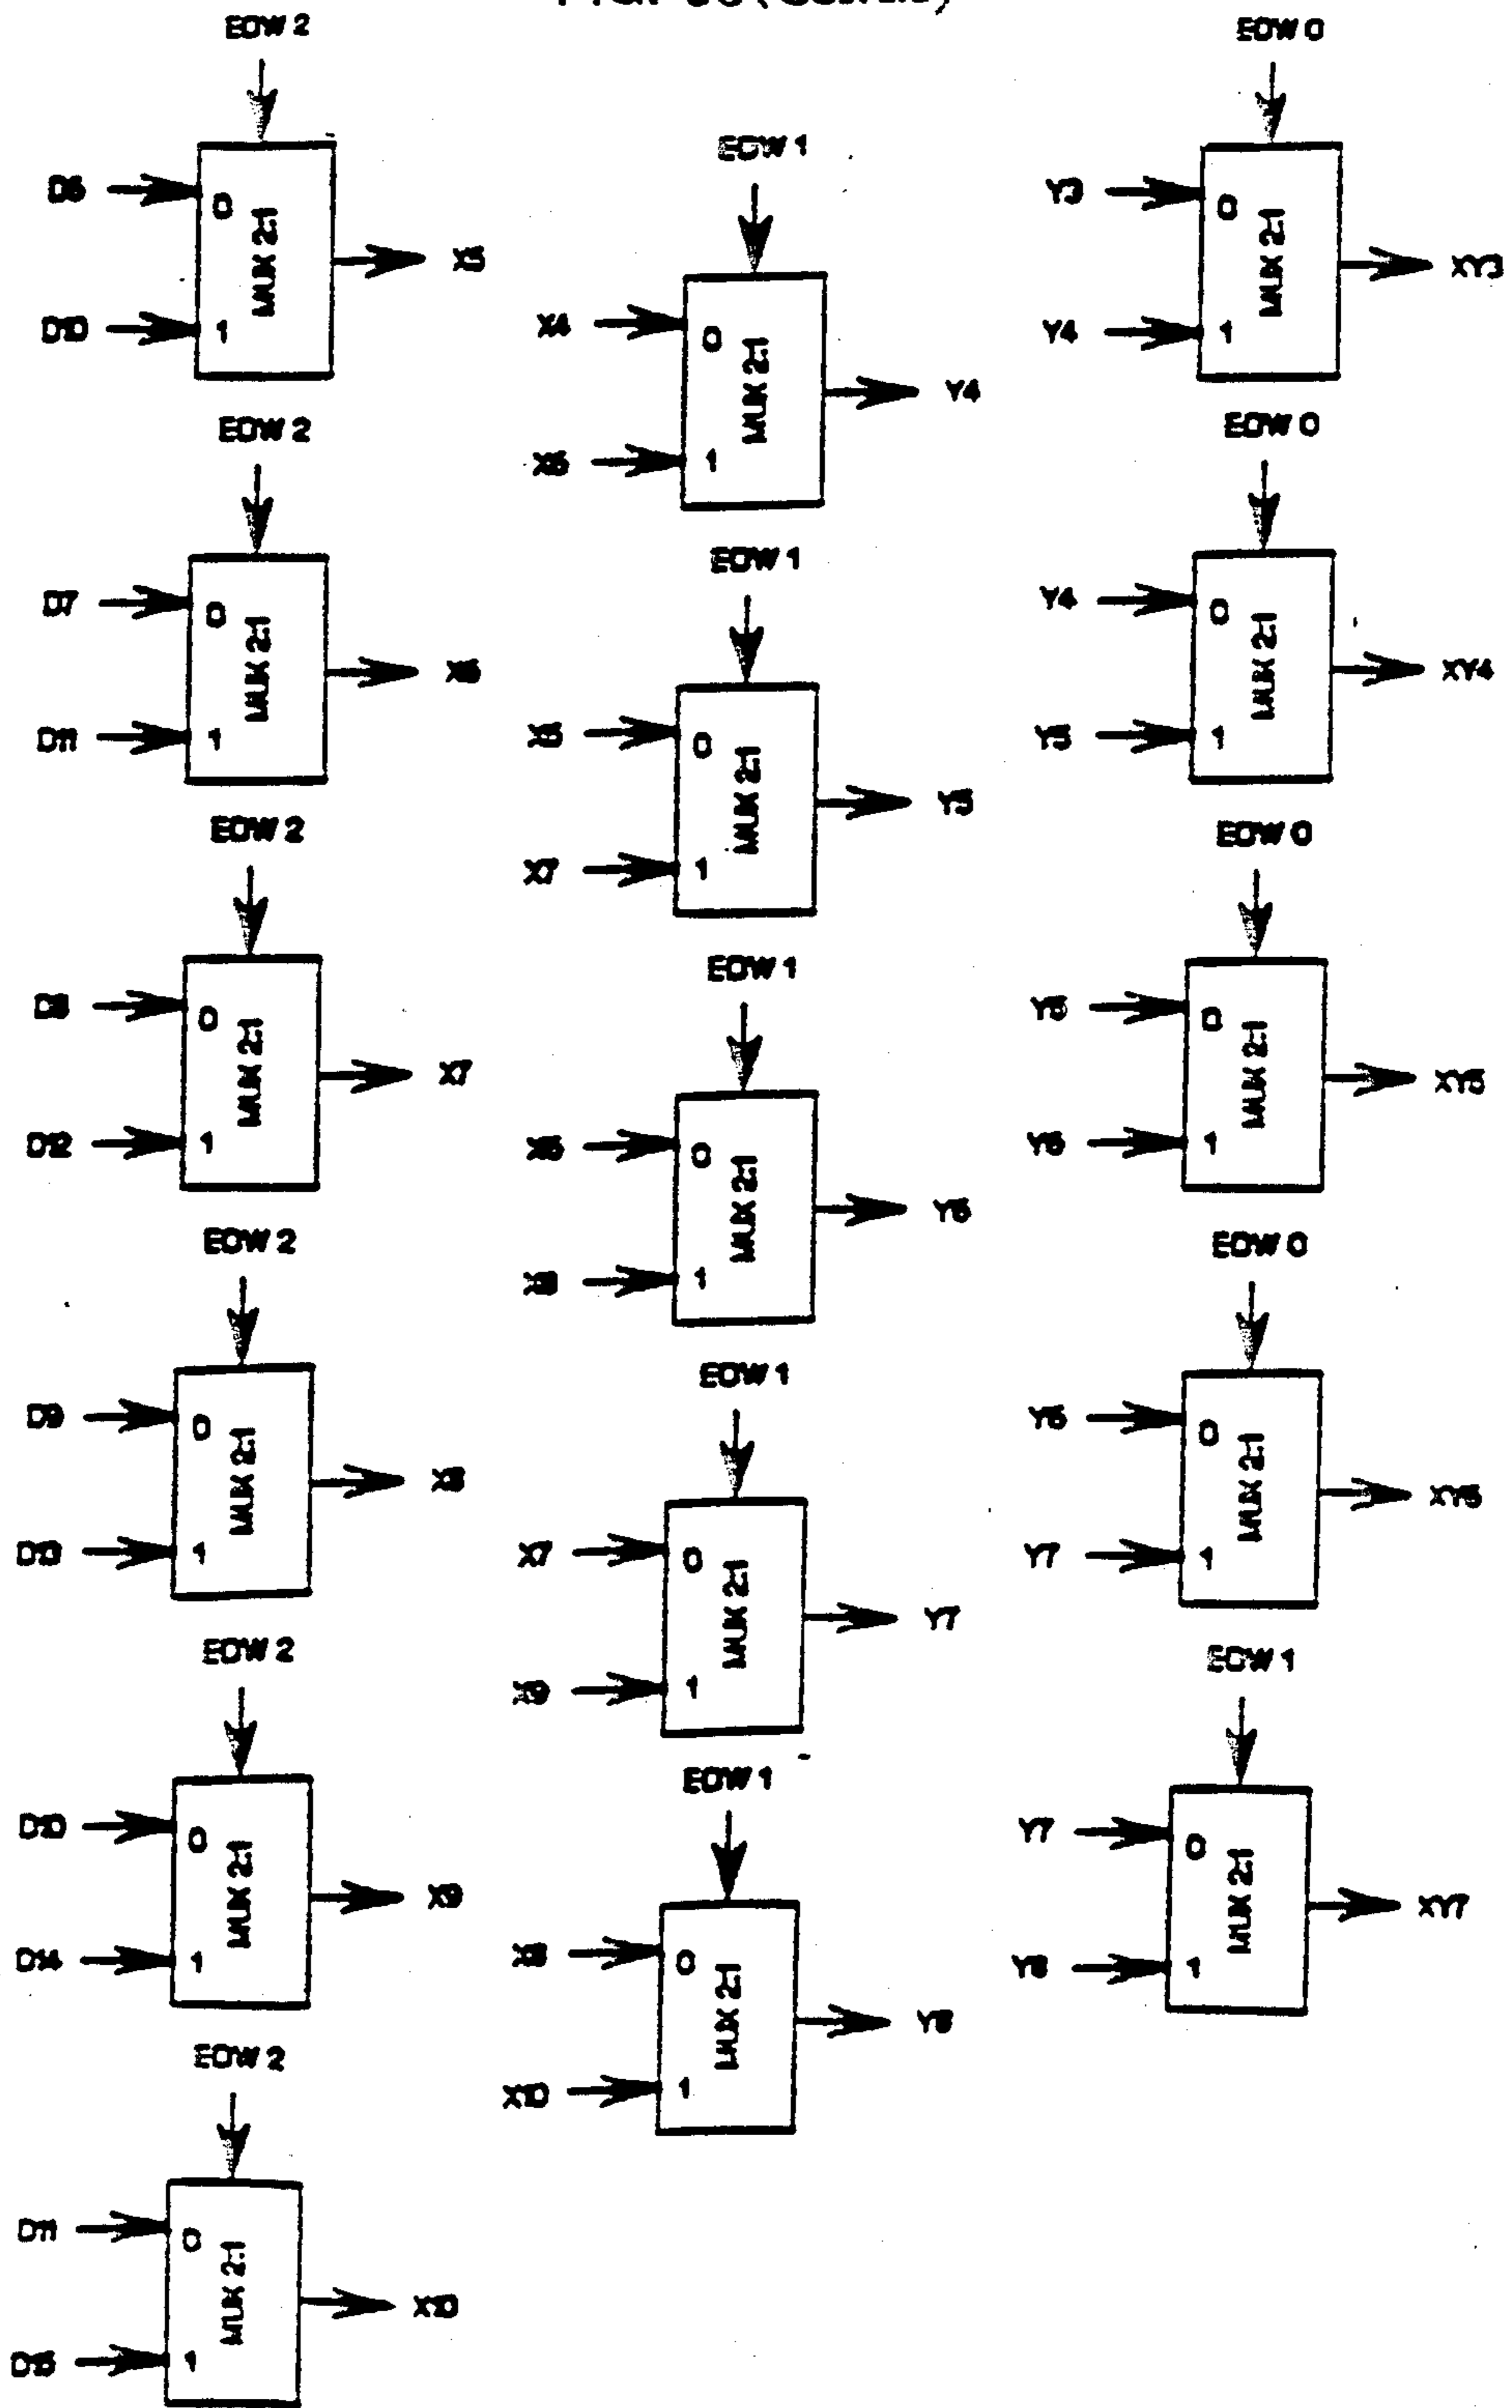 EOW 2
D6
0
MUX 2:1
X5
D10
1
EOW 2
D7
0
MUX 2:1
X6
D11
1
EOW 2
D8
0
MUX 2:1
X7
D12
1
EOW 2
D9
0
MUX 2:1
X8
D13
1
EOW 2
D10
0
MUX 2:1
X9
D14
1
EOW 2
D11
0
MUX 2:1
X10
D15
1
EOW 1
X4
0
MUX 2:1
Y4
X6
1
EOW 1
X5
0
MUX 2:1
Y5
X7
1
EOW 1
X6
0
MUX 2:1
Y6
X8
1
EOW 1
X7
0
MUX 2:1
Y7
X9
1
EOW 1
X8
0
MUX 2:1
Y8
X10
1
EOW 0
Y3
0
MUX 2:1
XY3
Y4
1
EOW 0
Y4
0
MUX 2:1
XY4
Y5
1
EOW 0
Y5
0
MUX 2:1
XY5
Y6
1
EOW 0
Y6
0
MUX 2:1
XY6
Y7
1
EOW 1
Y7
0
MUX 2:1
XY7
Y8
1